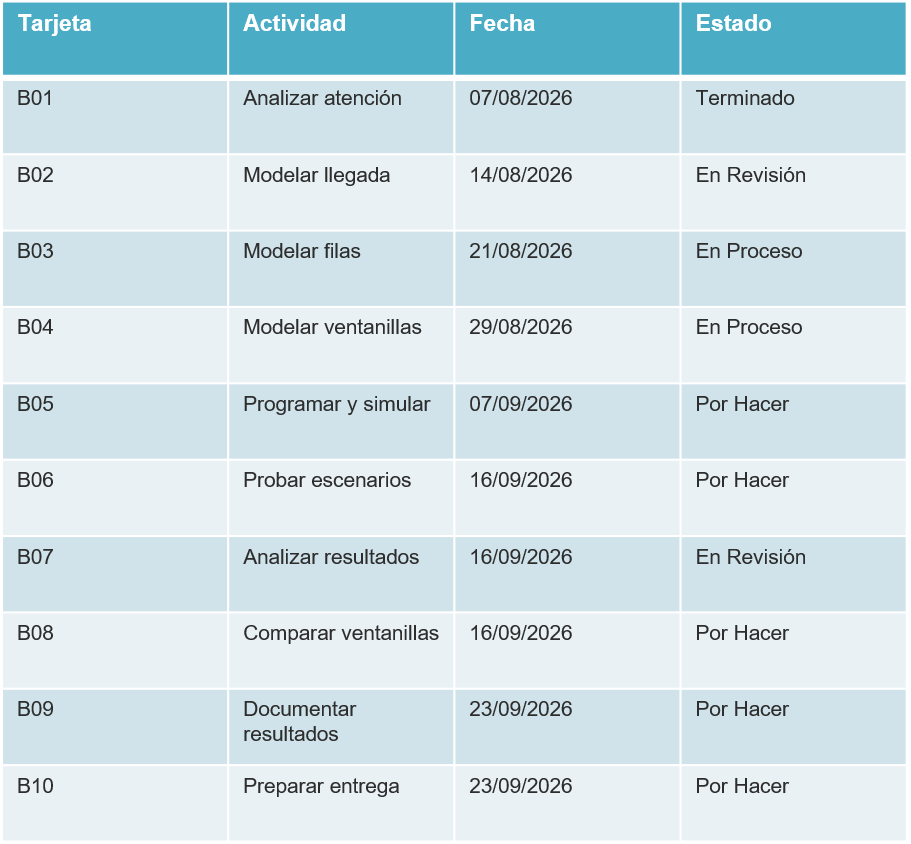 Tarjeta Actividad Fecha Estado
B01 Analizar atención 07/08/2026 Terminado
B02 Modelar llegada 14/08/2026 En Revisión
B03 Modelar filas 21/08/2026 En Proceso
B04 Modelar ventanillas 29/08/2026 En Proceso
B05 Programar y simular 07/09/2026 Por Hacer
B06 Probar escenarios 16/09/2026 Por Hacer
B07 Analizar resultados 16/09/2026 En Revisión
B08 Comparar ventanillas 16/09/2026 Por Hacer
B09 Documentar 23/09/2026 Por Hacer
resultados
B10 Preparar entrega 23/09/2026 Por Hacer